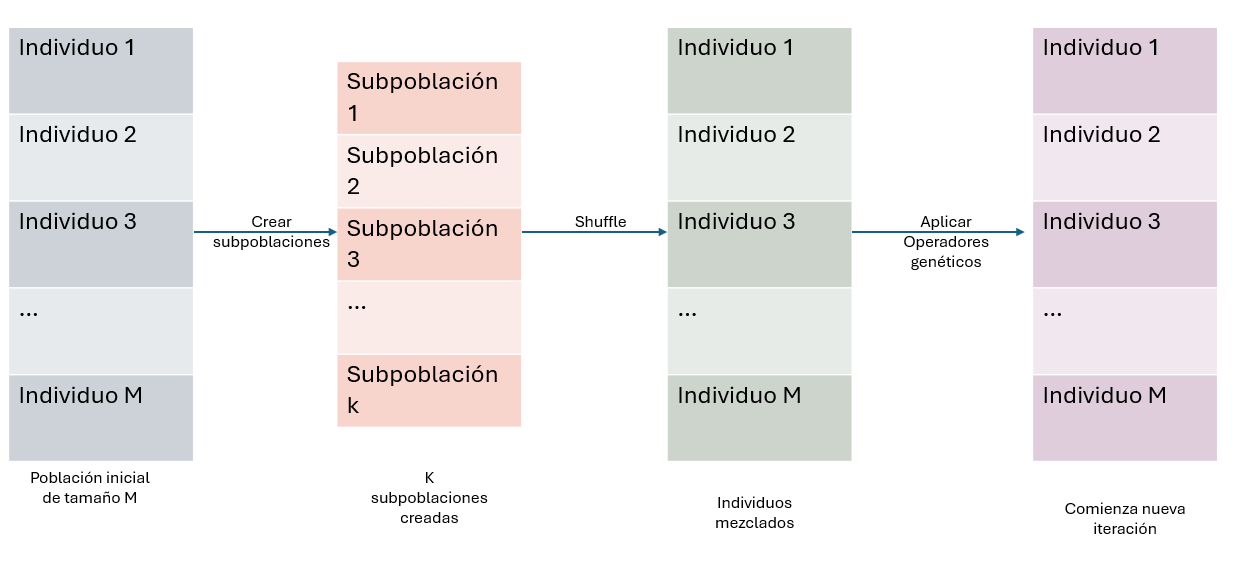 Individuo 1
Individuo 2
Individuo 3
...
Individuo M
Población inicial
de tamaño M
Crear
subpoblaciones
Subpoblación
1
Subpoblación
2
Subpoblación
3
...
Subpoblación
k
K
subpoblaciones
creadas
Shuffle
Individuo 1
Individuo 2
Individuo 3
...
Individuo M
Individuos
mezclados
Aplicar
Operadores
genéticos
Individuo 1
Individuo 2
Individuo 3
...
Individuo M
Comienza nueva
iteración